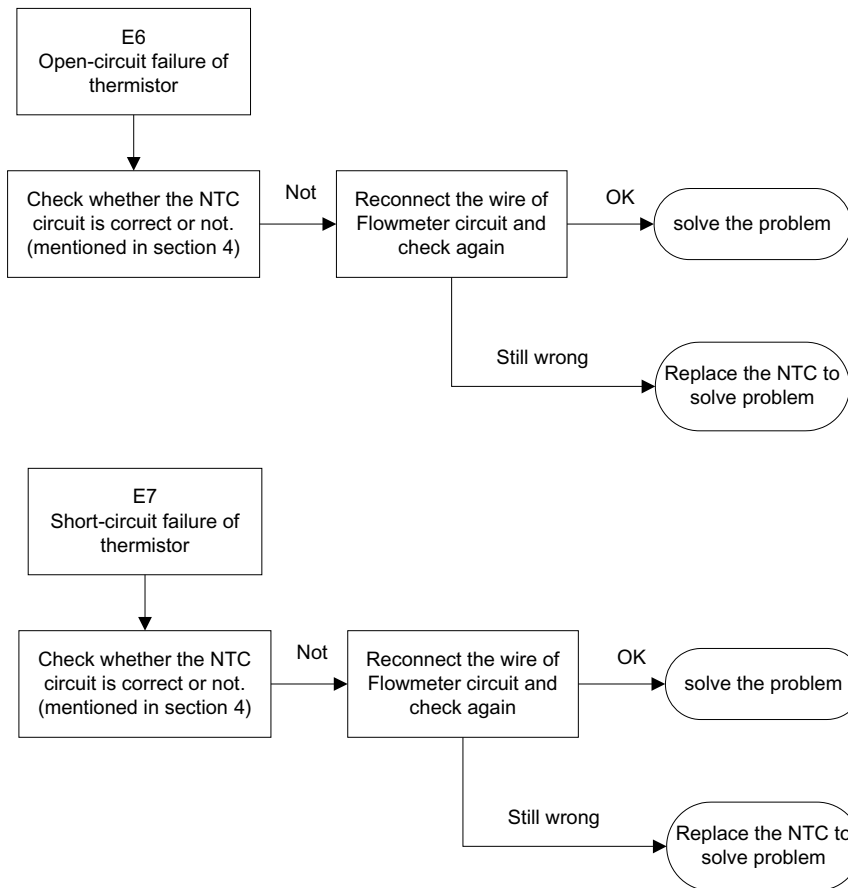 E6
Open-circuit failure of
thermistor
Check whether the NTC
circuit is correct or not.
(mentioned in section 4)
Not
Reconnect the wire of
Flowmeter circuit and
check again
OK
solve the problem
Still wrong
Replace the NTC to
solve problem
E7
Short-circuit failure of
thermistor
Check whether the NTC
circuit is correct or not.
(mentioned in section 4)
Not
Reconnect the wire of
Flowmeter circuit and
check again
OK
solve the problem
Still wrong
Replace the NTC to
solve problem